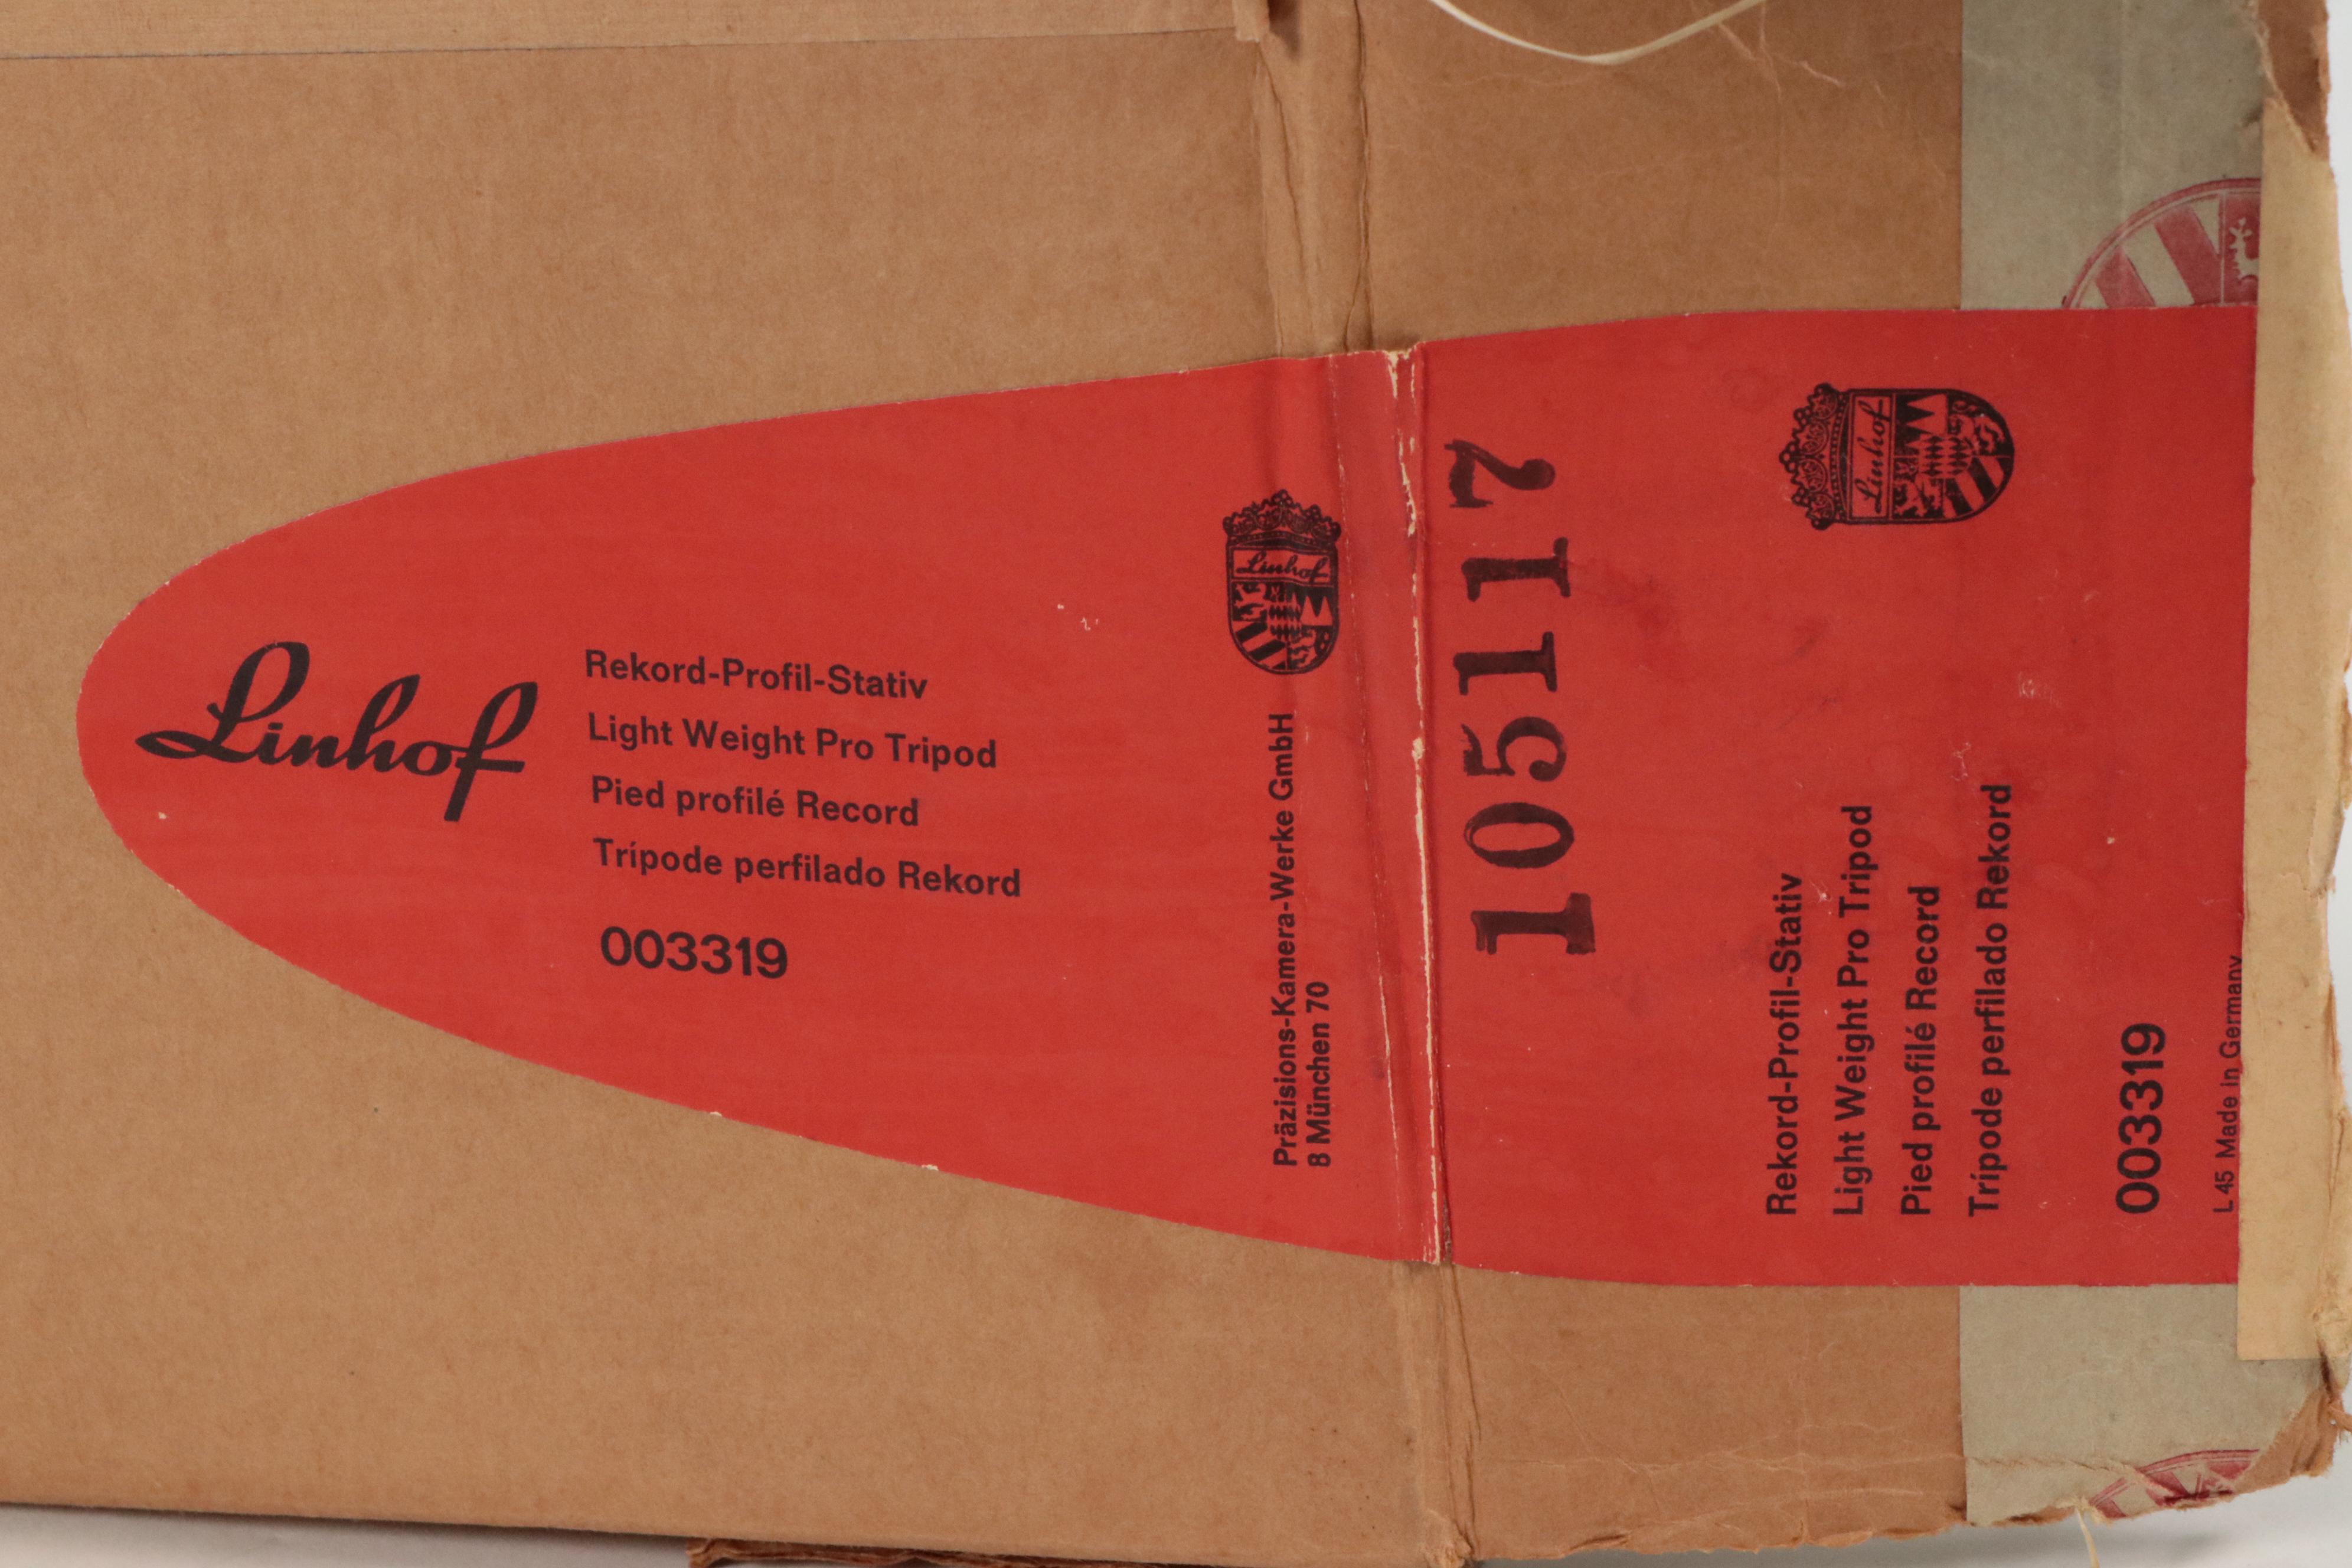 Linhof
Rekord-Profil-Stativ
Light Weight Pro Tripod
Pied profilé Record
Trípode perfilado Rekord
003319
Linhof
Präzisions-Kamera-Werke GmbH
8 München 70
105117
Linhof
Rekord-Profil-Stativ
Light Weight Pro Tripod
Pied profilé Record
Trípode perfilado Rekord
003319
L 45 Made in Germany